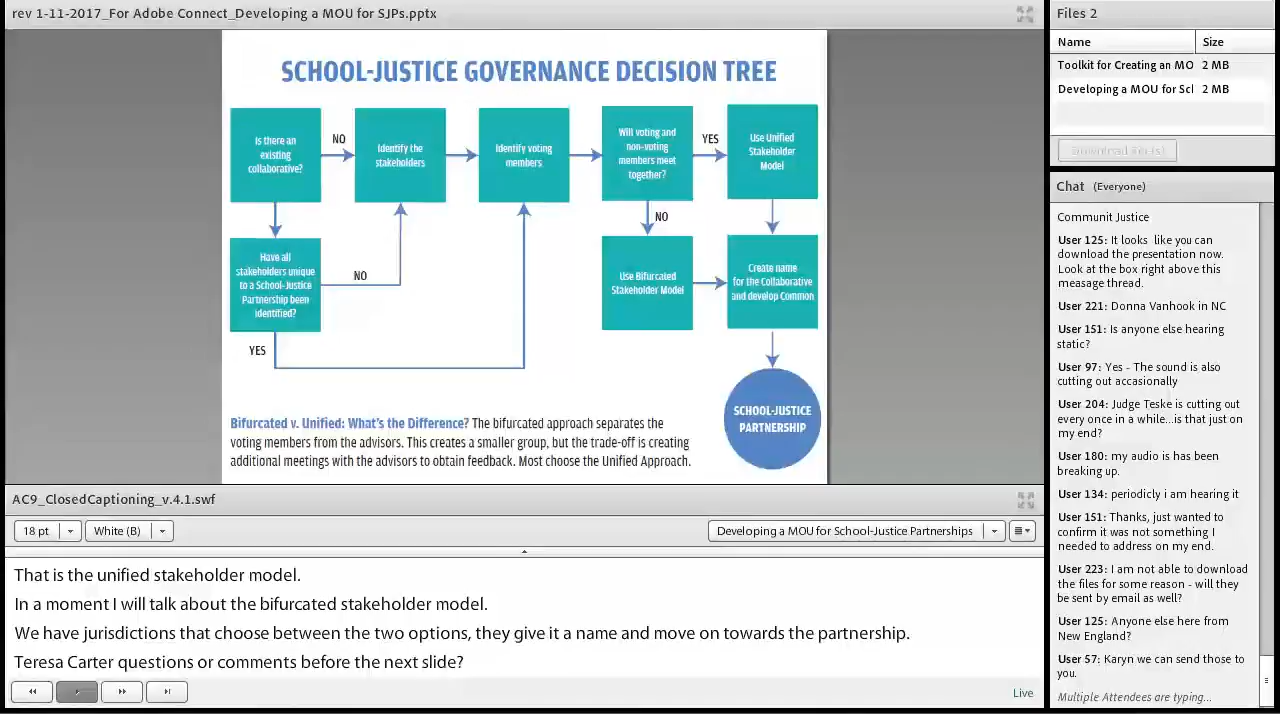 rev 1-11-2017_For Adobe Connect_Developing a MOU for SJPs.pptx
SCHOOL-JUSTICE GOVERNANCE DECISION TREE
Is there an
existing
collaborative?
NO
Identify the
stakeholders
Identify voting
members
Will voting and
non-voting
members meet
together?
YES
Use Unified
Stakeholder
Model
Have all
stakeholders unique
to a School-Justice
Partnership been
identified?
NO
YES
NO
Use Bifurcated
Stakeholder Model
Create name
for the Collaborative
and develop Common
SCHOOL-JUSTICE
PARTNERSHIP
Bifurcated v. Unified: What's the Difference? The bifurcated approach separates the
voting members from the advisors. This creates a smaller group, but the trade-off is creating
additional meetings with the advisors to obtain feedback. Most choose the Unified Approach.
AC9_ClosedCaptioning_v.4.1.swf
18 pt
White (B)
Developing a MOU for School-Justice Partnerships
That is the unified stakeholder model.
In a moment I will talk about the bifurcated stakeholder model.
We have jurisdictions that choose between the two options, they give it a name and move on towards the partnership.
Teresa Carter questions or comments before the next slide?
Live
Files 2
Name Size
Toolkit for Creating an MO 2 MB
Developing a MOU for Scl 2 MB
Chat (Everyone)
Communit Justice
User 125: It looks like you can
download the presentation now.
Look at the box right above this
measage thread.
User 221: Donna Vanhook in NC
User 151: Is anyone else hearing
static?
User 97: Yes - The sound is also
cutting out accasionally
User 204: Judge Teske is cutting out
every once in a while...is that just on
my end?
User 180: my audio is has been
breaking up.
User 134: periodicly i am hearing it
User 151: Thanks, just wanted to
confirm it was not something I
needed to address on my end.
User 223: I am not able to download
the files for some reason - will they
be sent by email as well?
User 125: Anyone else here from
New England?
User 57: Karyn we can send those to
you.
Multiple Attendees are typing...